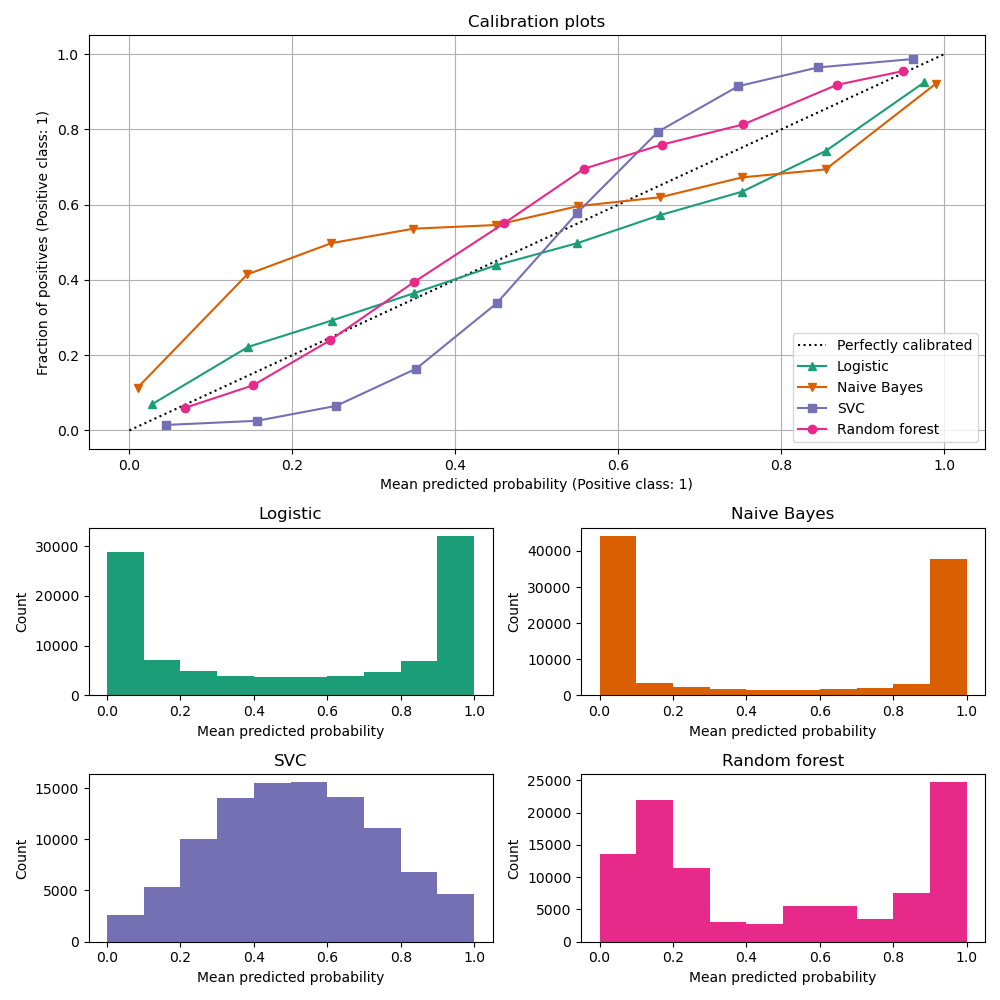 Calibration plots
1.0
0.8
0.6
0.4
0.2
0.0
Fraction of positives (Positive class: 1)
Perfectly calibrated
Logistic
Naive Bayes
SVC
Random forest
0.0 0.2 0.4 0.6 0.8 1.0
Mean predicted probability (Positive class: 1)
Logistic
30000
20000
10000
0
Count
0.0 0.2 0.4 0.6 0.8 1.0
Mean predicted probability
Naive Bayes
40000
30000
20000
10000
0
Count
0.0 0.2 0.4 0.6 0.8 1.0
Mean predicted probability
SVC
15000
10000
5000
0
Count
0.0 0.2 0.4 0.6 0.8 1.0
Mean predicted probability
Random forest
25000
20000
15000
10000
5000
0
Count
0.0 0.2 0.4 0.6 0.8 1.0
Mean predicted probability